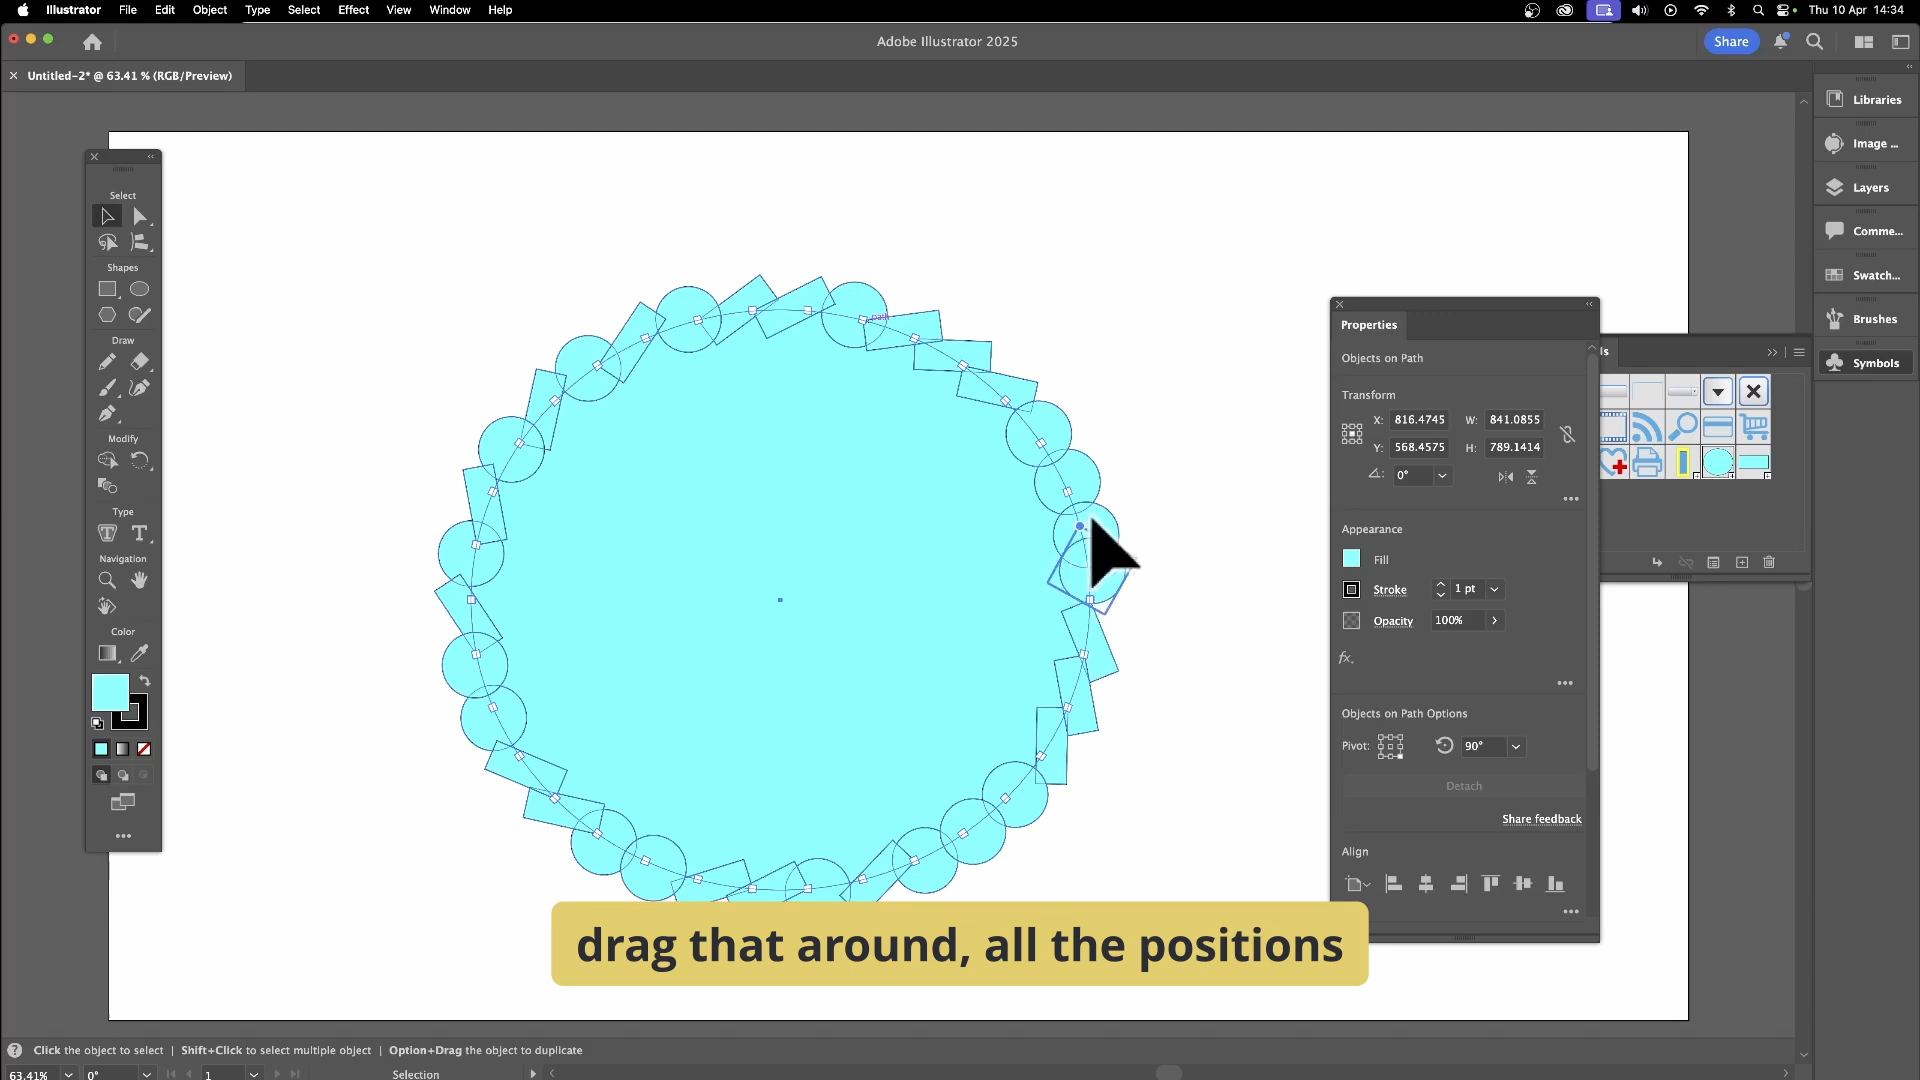 Illustrator File Edit Object Type Select Effect View Window Help
Thu 10 Apr 14:34
Adobe Illustrator 2025
Share
Untitled-2* @ 63.41 % (RGB/Preview)
Select
Shapes
Draw
Modify
Type
Navigation
Color
path
Properties
Objects on Path
Transform
X: 816.4745 W: 841.0855
Y: 568.4575 H: 789.1414
0°
Appearance
Fill
Stroke 1 pt
Opacity 100%
fx.
Objects on Path Options
Pivot: 90°
Detach
Share feedback
Align
Libraries
Image ...
Layers
Comme...
Swatch...
Brushes
Symbols
ls
drag that around, all the positions
Click the object to select | Shift+Click to select multiple object | Option+Drag the object to duplicate
63.41% 0° 1 Selection